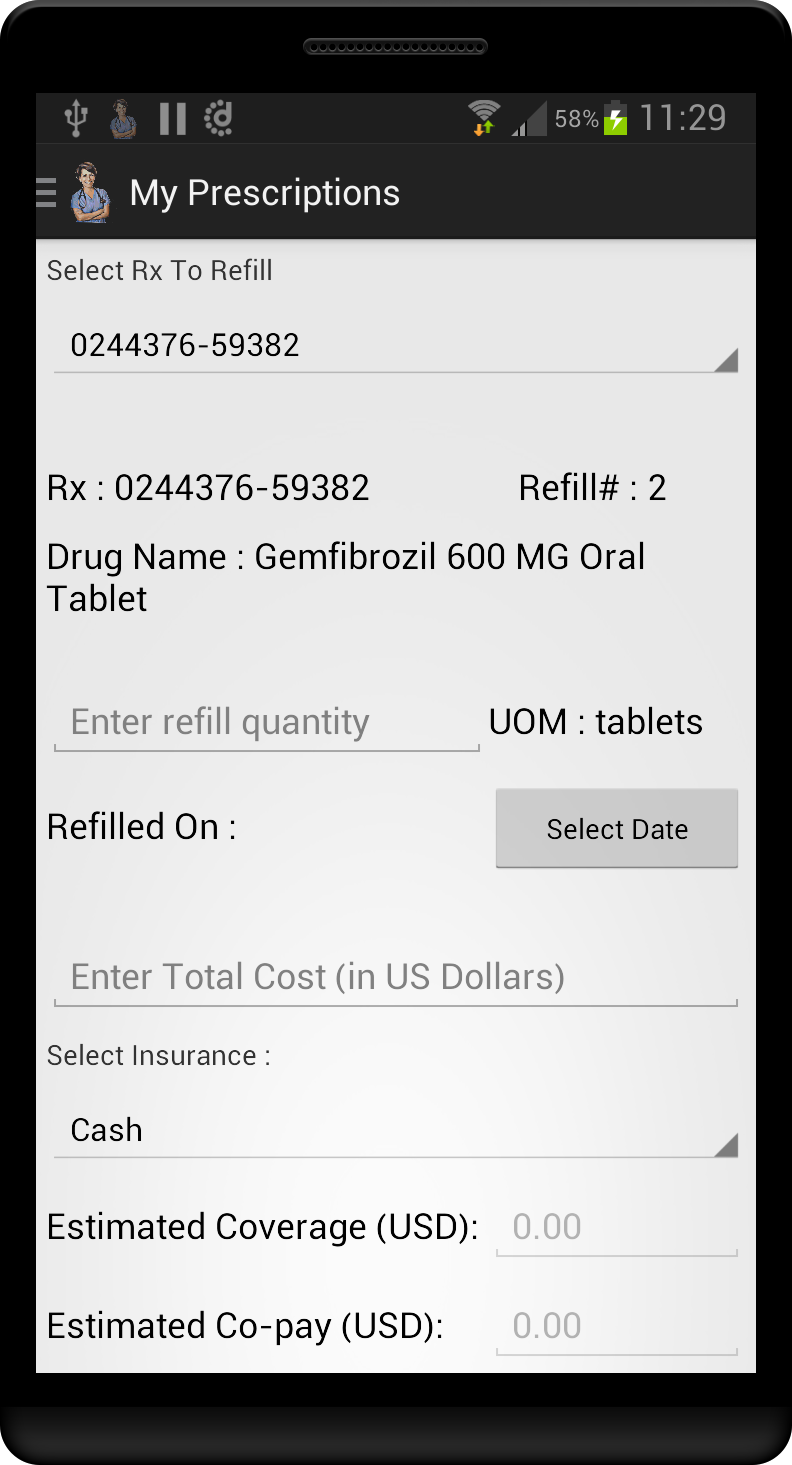 58% 11:29
My Prescriptions
Select Rx To Refill
0244376-59382
Rx : 0244376-59382 Refill# : 2
Drug Name : Gemfibrozil 600 MG Oral
Tablet
Enter refill quantity UOM : tablets
Refilled On : Select Date
Enter Total Cost (in US Dollars)
Select Insurance :
Cash
Estimated Coverage (USD): 0.00
Estimated Co-pay (USD): 0.00